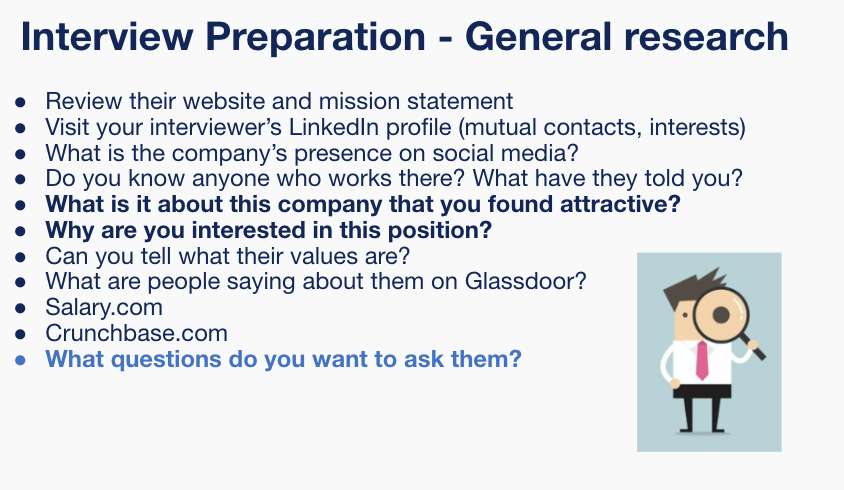 Interview Preparation - General research
● Review their website and mission statement
● Visit your interviewer’s LinkedIn profile (mutual contacts, interests)
● What is the company’s presence on social media?
● Do you know anyone who works there? What have they told you?
● What is it about this company that you found attractive?
● Why are you interested in this position?
● Can you tell what their values are?
● What are people saying about them on Glassdoor?
● Salary.com
● Crunchbase.com
● What questions do you want to ask them?